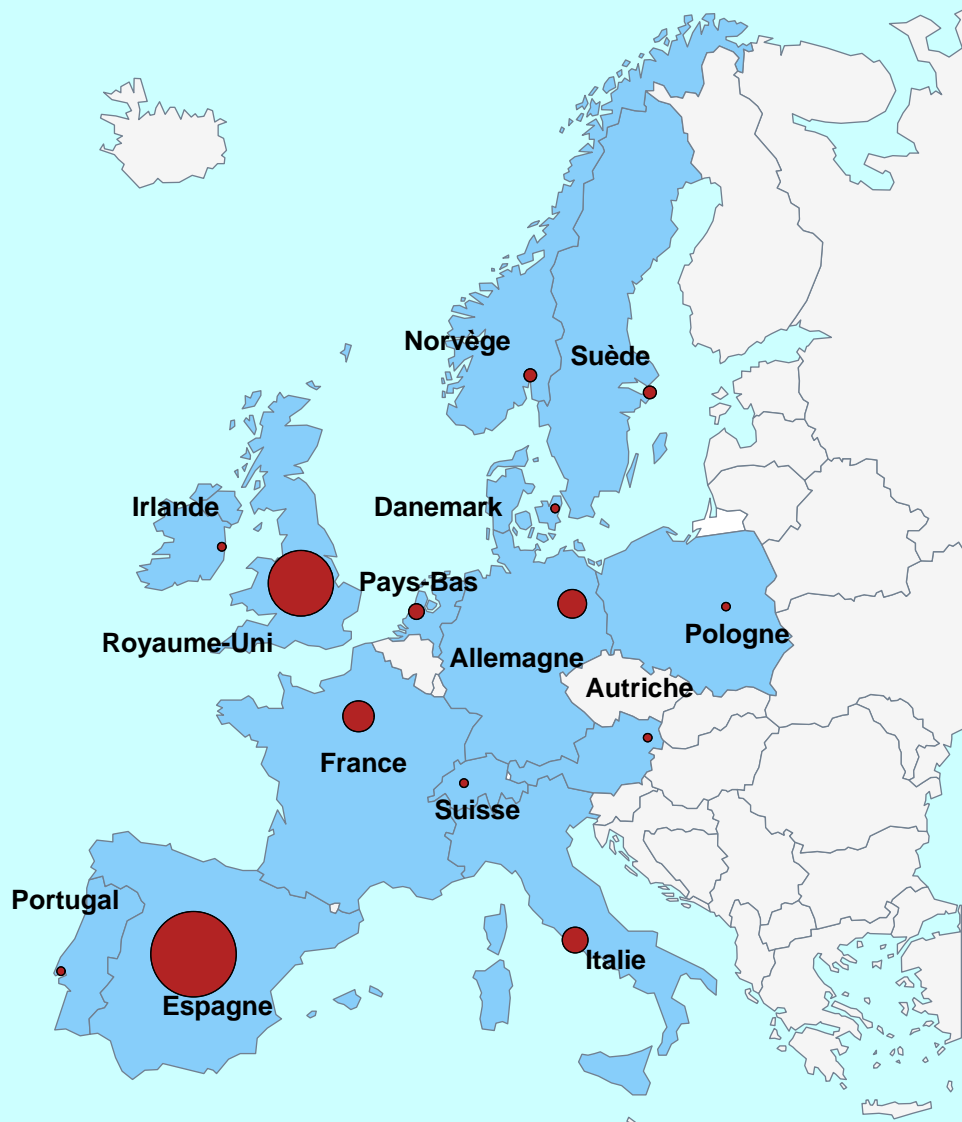 Norvège
Suède
Irlande
Danemark
Pays-Bas
Royaume-Uni
Pologne
Allemagne
Autriche
France
Suisse
Portugal
Italie
Espagne